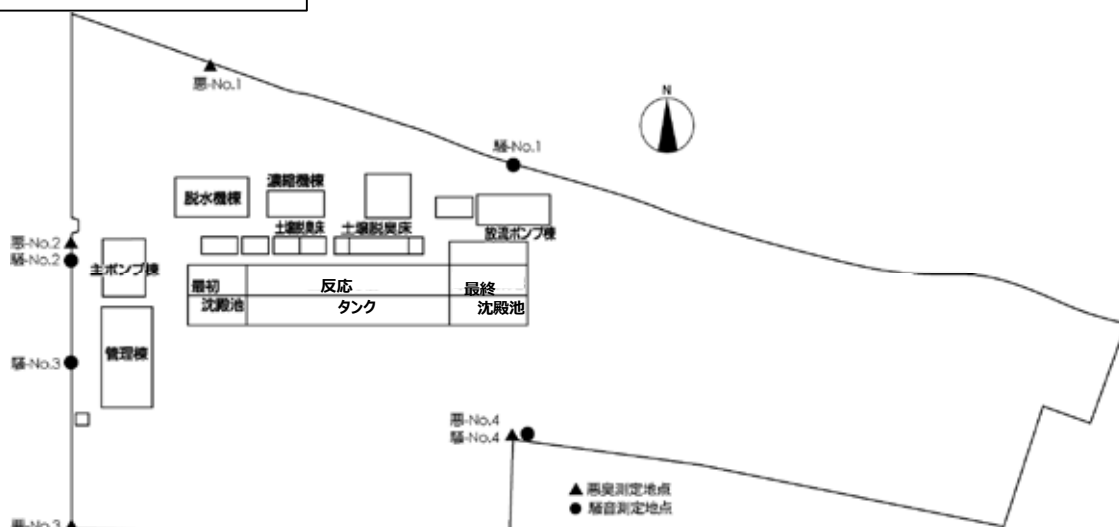 悪-No.1
N
騒-No.1
濃縮機棟
脱水機棟
土壌脱臭床
土壌脱臭床
放流ポンプ棟
悪-No.2
騒-No.2
主ポンプ棟
最初
沈殿池
反応
タンク
最終
沈殿池
管理棟
騒-No.3
悪-No.4
騒-No.4
▲ 悪臭測定地点
● 騒音測定地点
悪-No.3